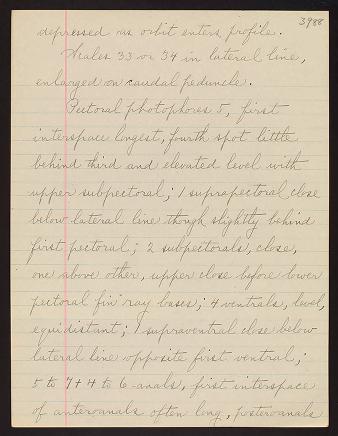 3988
depressed as orbit enters profile.
Scales 33 or 34 in lateral line,
enlarged on caudal peduncle.
Pectoral photophores 5, first
interspace longest, fourth spot little
behind third and elevated level with
upper subpectoral; 1 suprapectoral close
below lateral line though slightly behind
first pectoral; 2 subpectorals, close,
one above other, upper close before lower
pectoral fin ray bases; 4 ventrals, level,
equidistant; 1 supraventral close below
lateral line opposite first ventral;
5 to 7 + 4 to 6 anals, first interspace
of anteroanals often long, posteroanals